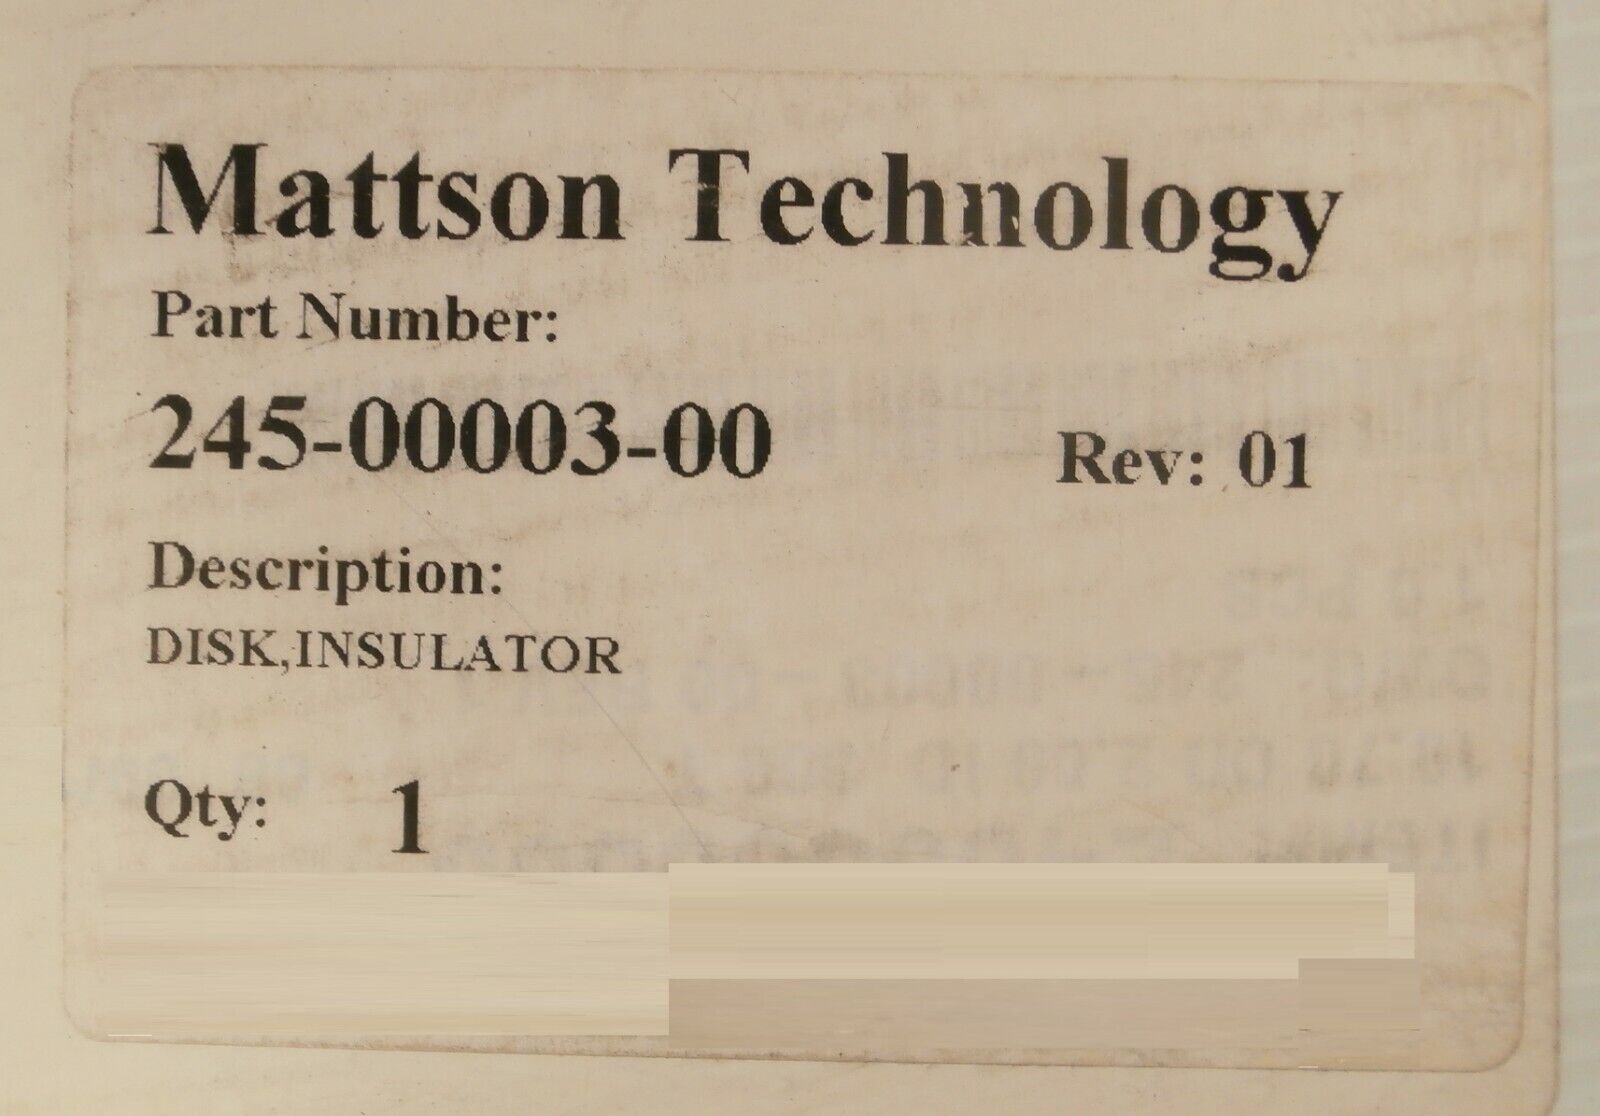 Mattson Technology
Part Number:
245-00003-00 Rev: 01
Description:
DISK,INSULATOR
Qty: 1